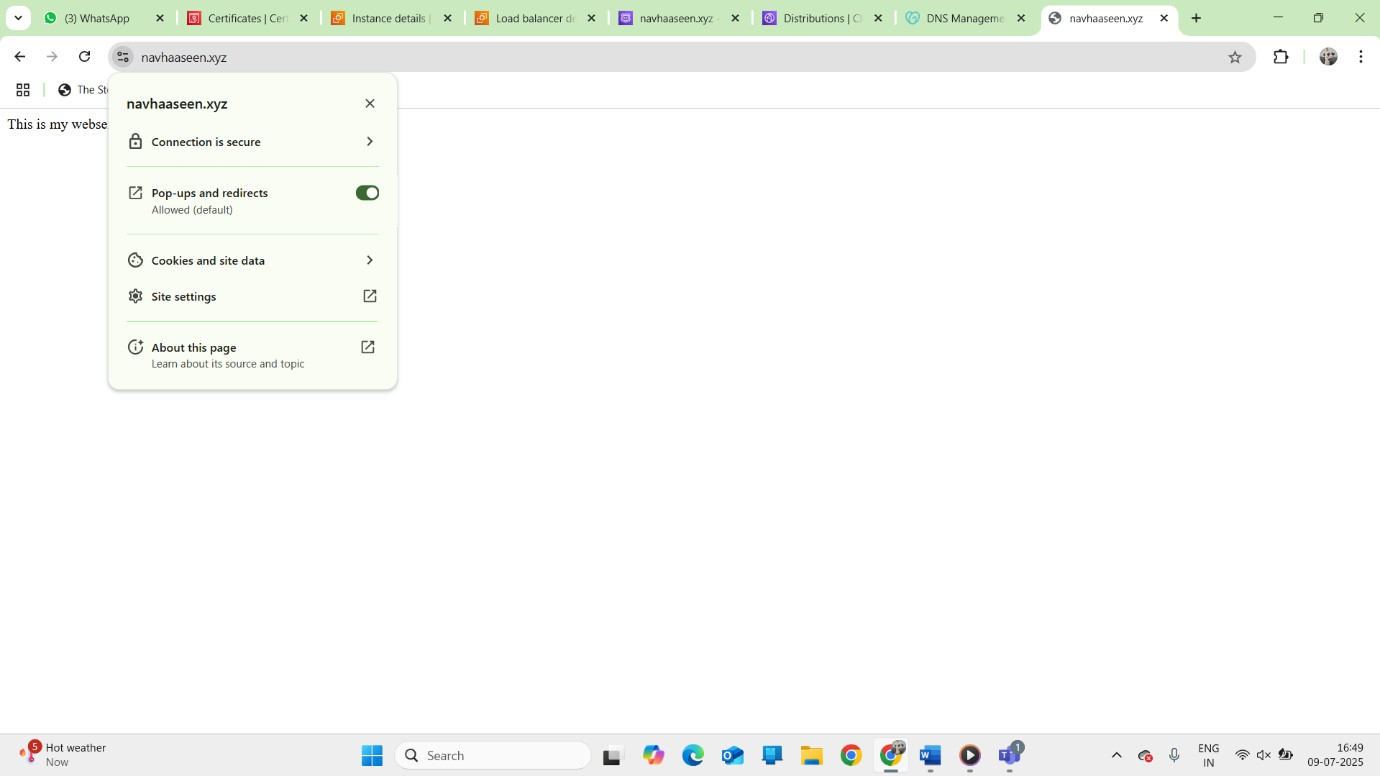 (3) WhatsApp
Certificates | Cer
Instance details |
Load balancer de
navhaaseen.xyz -
Distributions | Cl
DNS Manageme
navhaaseen.xyz
navhaaseen.xyz
The St
This is my webse
navhaaseen.xyz
Connection is secure
Pop-ups and redirects
Allowed (default)
Cookies and site data
Site settings
About this page
Learn about its source and topic
5
Hot weather
Now
Search
1
ENG
IN
16:49
09-07-2025